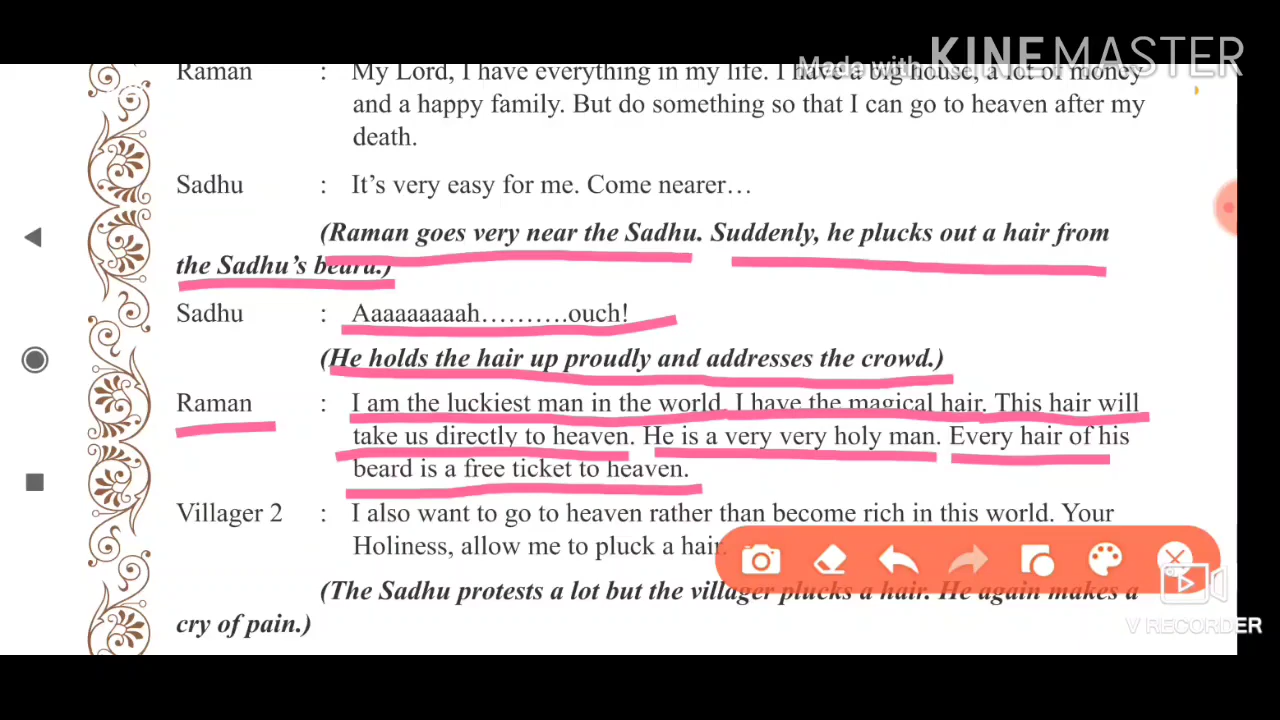 Made with KINEMASTER
Raman : My Lord, I have everything in my life. I have a big house, a lot of money
and a happy family. But do something so that I can go to heaven after my
death.
Sadhu : It's very easy for me. Come nearer…
(Raman goes very near the Sadhu. Suddenly, he plucks out a hair from
the Sadhu's beard.)
Sadhu : Aaaaaaaaah……….ouch!
(He holds the hair up proudly and addresses the crowd.)
Raman : I am the luckiest man in the world. I have the magical hair. This hair will
take us directly to heaven. He is a very very holy man. Every hair of his
beard is a free ticket to heaven.
Villager 2 : I also want to go to heaven rather than become rich in this world. Your
Holiness, allow me to pluck a hair.
(The Sadhu protests a lot but the villager plucks a hair. He again makes a
cry of pain.)
V RECORDER